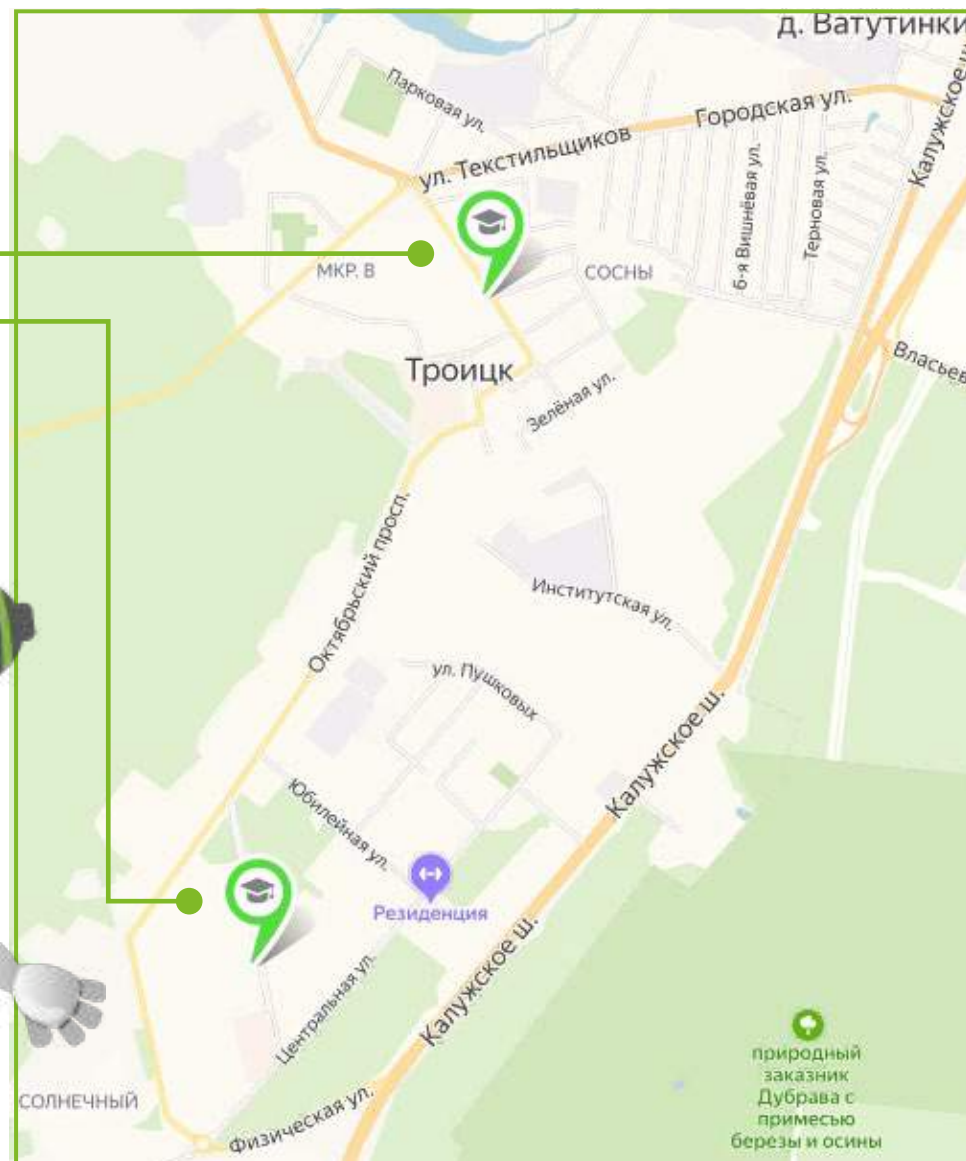 д. Ватутинки
Парковая ул.
ул. Текстильщиков
Городская ул.
Калужское ш.
6-я Вишнёвая ул.
Терновая ул.
МКР. В
СОСНЫ
Троицк
Власьев
Зелёная ул.
Октябрьский просп.
Институтская ул.
ул. Пушковых
Калужское ш.
Юбилейная ул.
Резиденция
Калужское ш.
Центральная ул.
природный
заказник
Дубрава с
примесью
березы и осины
СОЛНЕЧНЫЙ
Физическая ул.